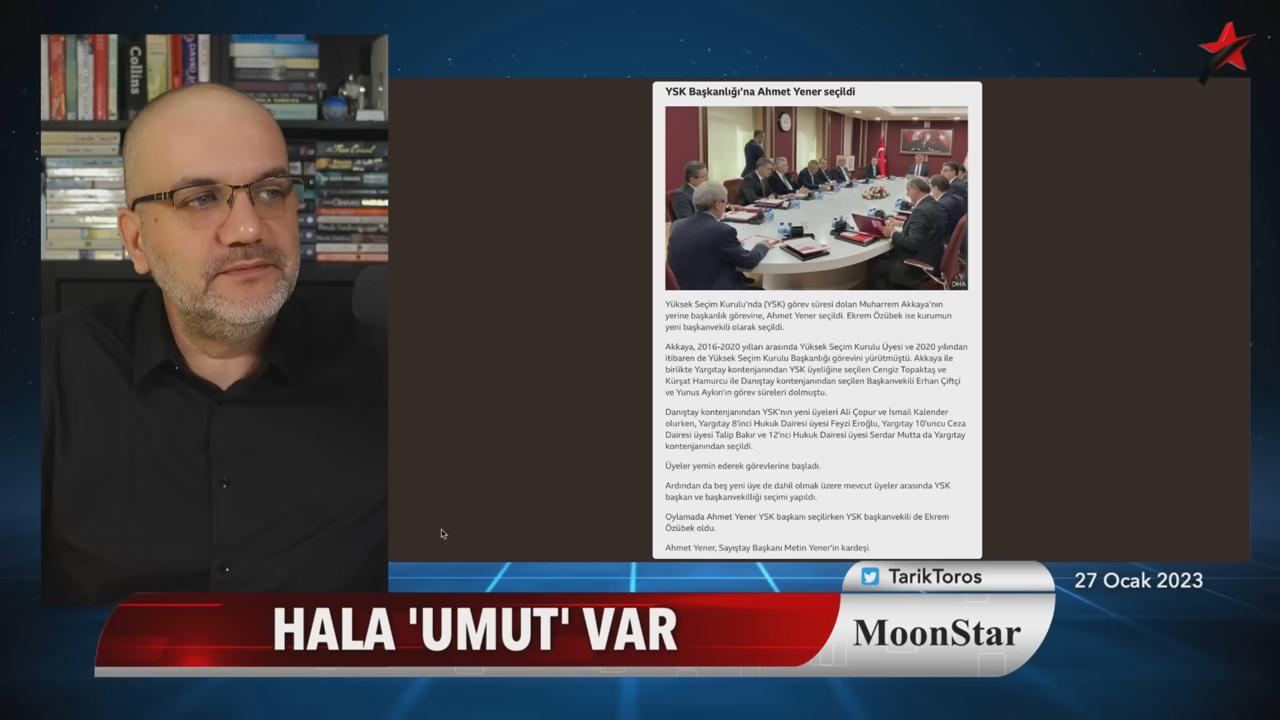 Collins
YSK Başkanlığı'na Ahmet Yener seçildi
DHA
Yüksek Seçim Kurulu'nda (YSK) görev süresi dolan Muharrem Akkaya'nın
yerine başkanlık görevine, Ahmet Yener seçildi. Ekrem Özübek ise kurumun
yeni başkanvekili olarak seçildi.
Akkaya, 2016-2020 yılları arasında Yüksek Seçim Kurulu Üyesi ve 2020 yılından
itibaren de Yüksek Seçim Kurulu Başkanlığı görevini yürütmüştü. Akkaya ile
birlikte Yargıtay kontenjanından YSK üyeliğine seçilen Cengiz Topaktaş ve
Kürşat Hamurcu ile Danıştay kontenjanından seçilen Başkanvekili Erhan Çiftçi
ve Yunus Aykın'ın görev süreleri dolmuştu.
Danıştay kontenjanından YSK'nın yeni üyeleri Ali Çopur ve İsmail Kalender
olurken, Yargıtay 8'inci Hukuk Dairesi üyesi Feyzi Eroğlu, Yargıtay 10'uncu Ceza
Dairesi üyesi Talip Bakır ve 12'nci Hukuk Dairesi üyesi Serdar Mutta da Yargıtay
kontenjanından seçildi.
Üyeler yemin ederek görevlerine başladı.
Ardından da beş yeni üye de dahil olmak üzere mevcut üyeler arasında YSK
başkan ve başkanvekilliği seçimi yapıldı.
Oylamada Ahmet Yener YSK başkanı seçilirken YSK başkanvekili de Ekrem
Özübek oldu.
Ahmet Yener, Sayıştay Başkanı Metin Yener'in kardeşi.
TarikToros
27 Ocak 2023
HALA 'UMUT' VAR
MoonStar